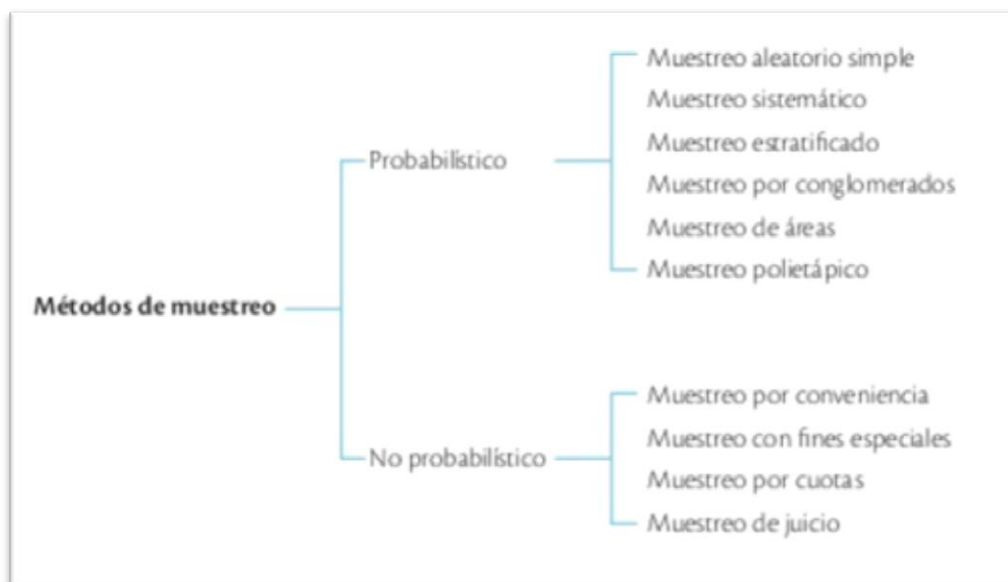 Métodos de muestreo
Probabilístico
Muestreo aleatorio simple
Muestreo sistemático
Muestreo estratificado
Muestreo por conglomerados
Muestreo de áreas
Muestreo polietápico
No probabilístico
Muestreo por conveniencia
Muestreo con fines especiales
Muestreo por cuotas
Muestreo de juicio